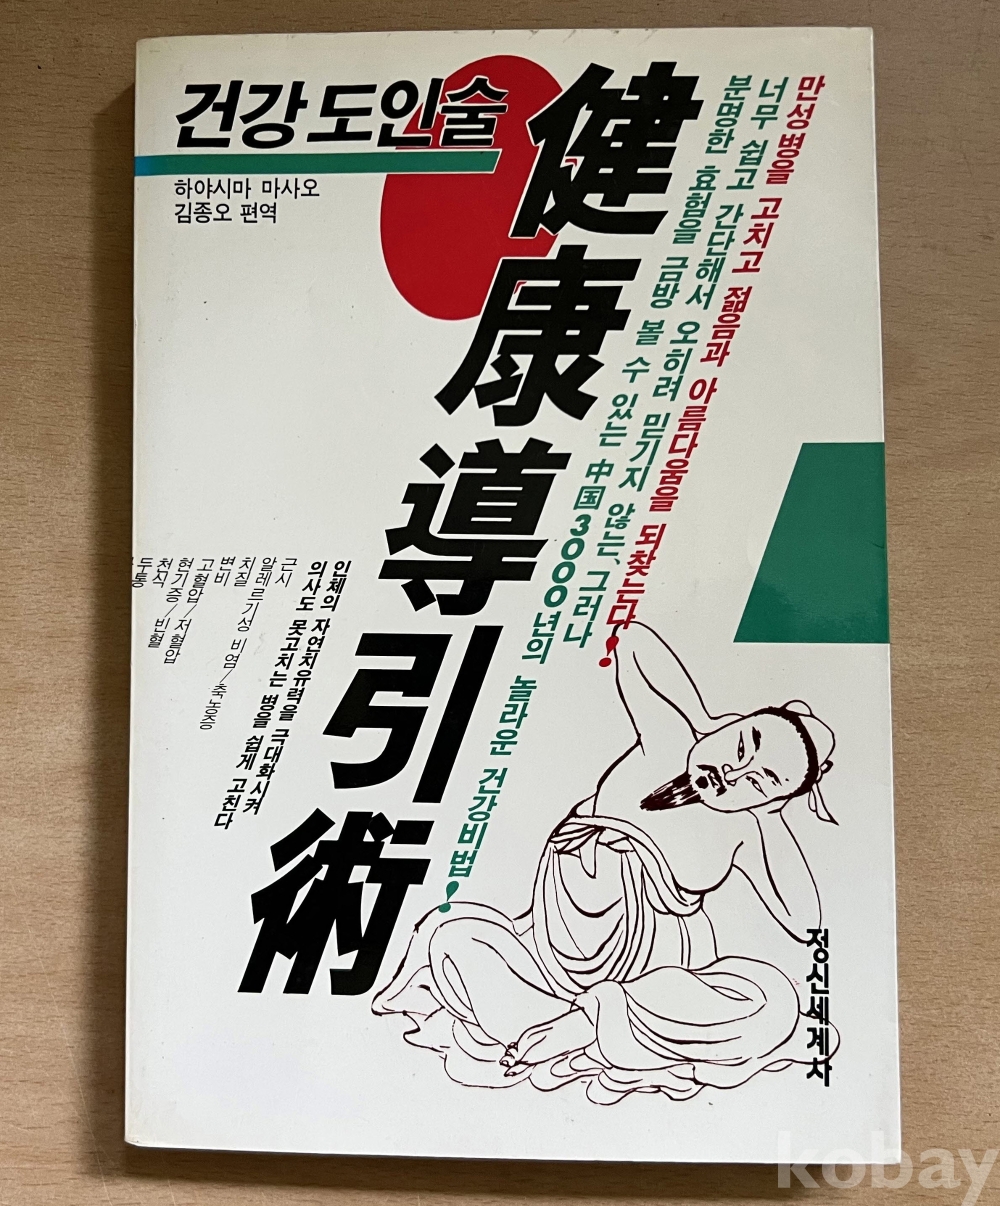 건강 도인술
하야시마 마사오
김종오 편역
健康導引術
만성병을 고치고 젊음과 아름다움을 되찾는다!
너무 쉽고 간단해서 오히려 믿기지 않는, 그러나
분명한 효험을 금방 볼 수 있는 中国 3000년의 놀라운 건강비법!
인체의 자연치유력을 극대화시켜
의사도 못고치는 병을 쉽게 고친다
근시
알레르기성 비염/축농증
치질
변비
고혈압/저혈압
현기증/빈혈
천식
두통
정신세계사
kobay